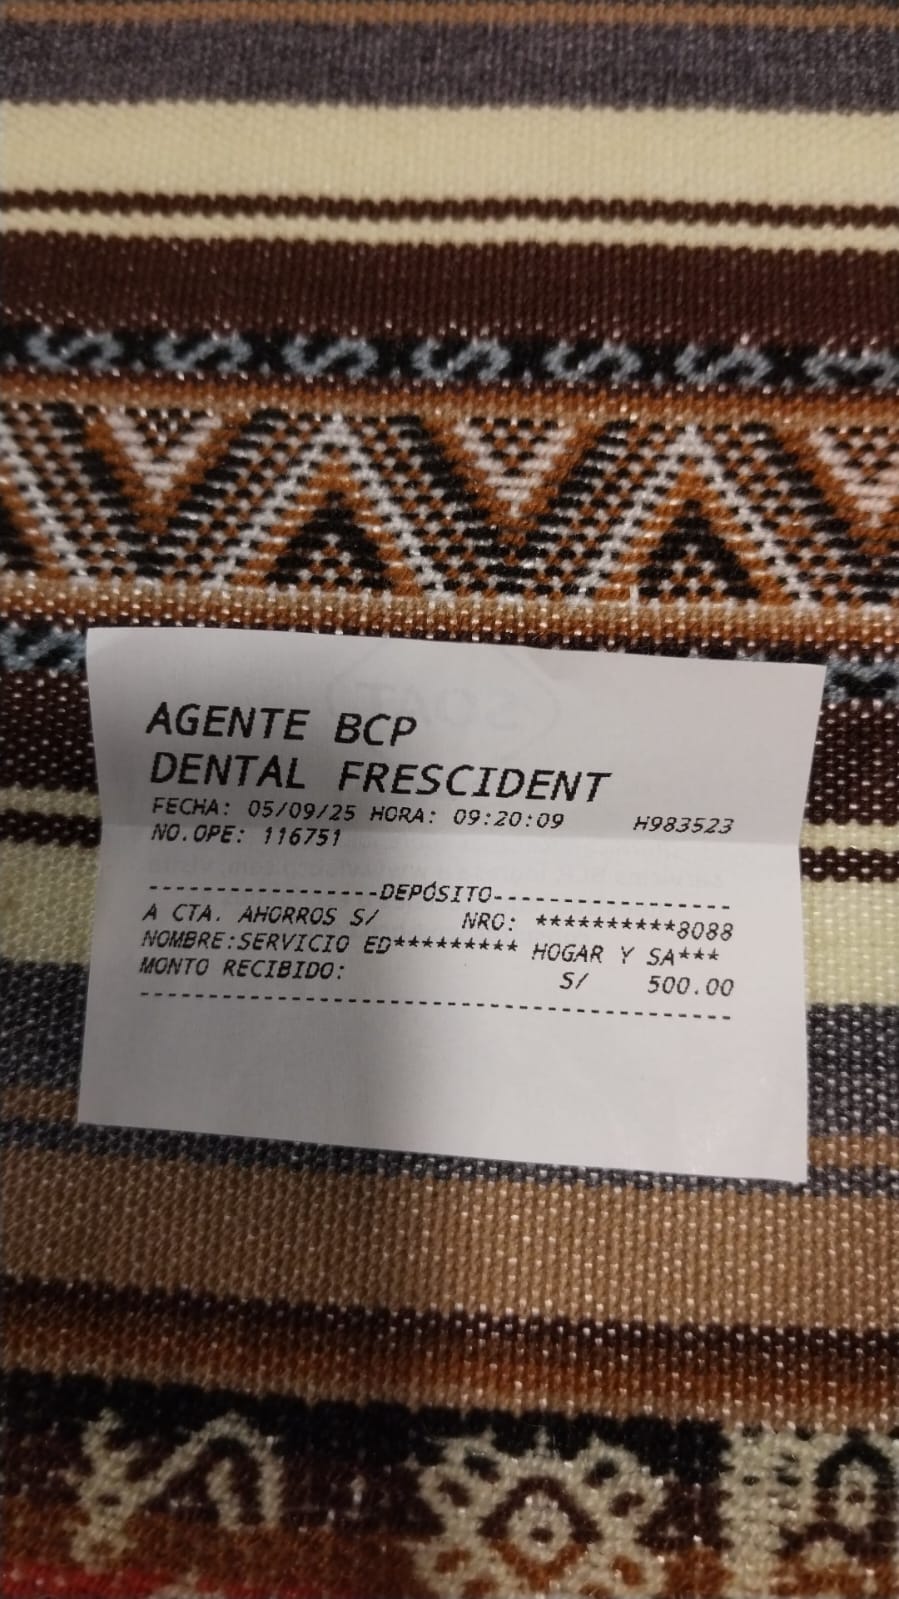 AGENTE BCP
DENTAL FRESCIDENT
FECHA: 05/09/25 HORA: 09:20:09 H983523
NO.OPE: 116751
-----------------DEPÓSITO-----------------
A CTA. AHORROS S/ NRO: **********8088
NOMBRE:SERVICIO ED********* HOGAR Y SA***
MONTO RECIBIDO: S/ 500.00
------------------------------------------